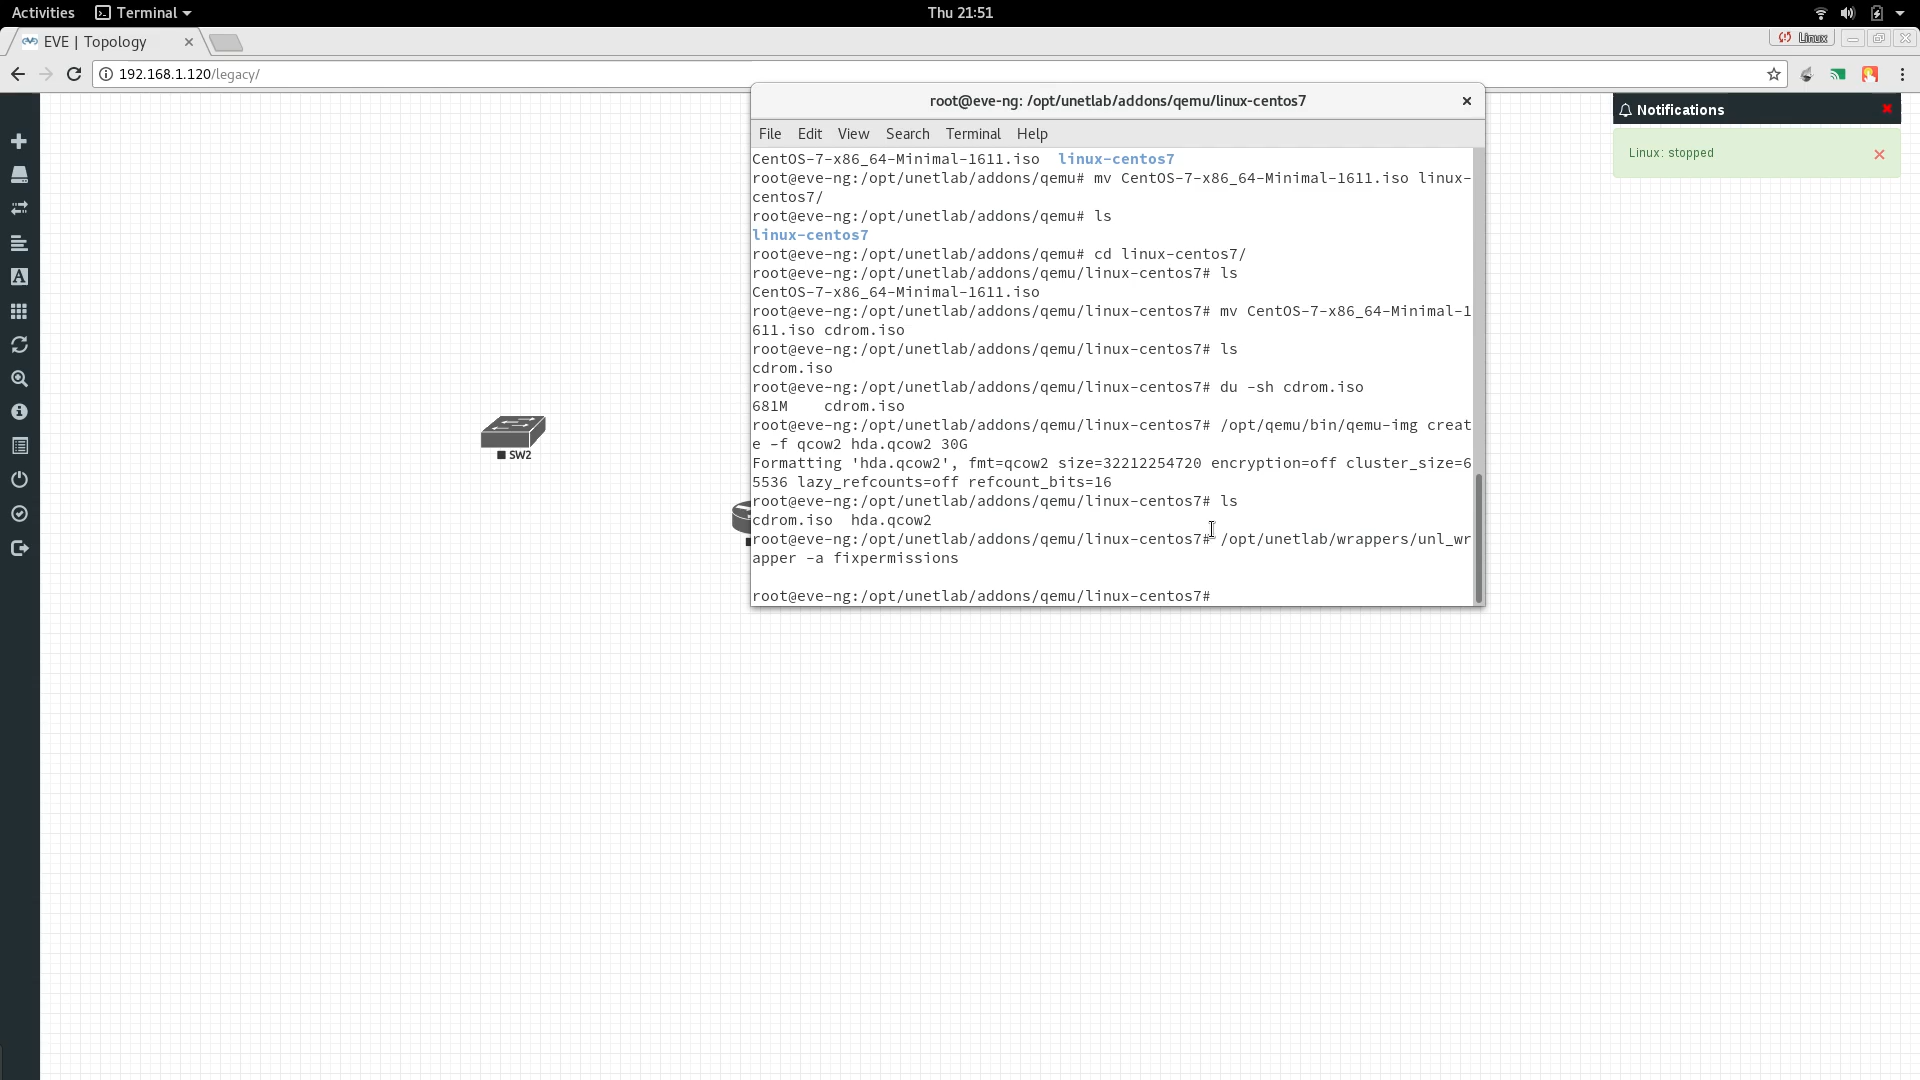 Activities Terminal Thu 21:51
EVE | Topology Linux
192.168.1.120/legacy/
root@eve-ng: /opt/unetlab/addons/qemu/linux-centos7
File Edit View Search Terminal Help
CentOS-7-x86_64-Minimal-1611.iso linux-centos7
root@eve-ng:/opt/unetlab/addons/qemu# mv CentOS-7-x86_64-Minimal-1611.iso linux-
centos7/
root@eve-ng:/opt/unetlab/addons/qemu# ls
linux-centos7
root@eve-ng:/opt/unetlab/addons/qemu# cd linux-centos7/
root@eve-ng:/opt/unetlab/addons/qemu/linux-centos7# ls
CentOS-7-x86_64-Minimal-1611.iso
root@eve-ng:/opt/unetlab/addons/qemu/linux-centos7# mv CentOS-7-x86_64-Minimal-1
611.iso cdrom.iso
root@eve-ng:/opt/unetlab/addons/qemu/linux-centos7# ls
cdrom.iso
root@eve-ng:/opt/unetlab/addons/qemu/linux-centos7# du -sh cdrom.iso
681M cdrom.iso
root@eve-ng:/opt/unetlab/addons/qemu/linux-centos7# /opt/qemu/bin/qemu-img creat
e -f qcow2 hda.qcow2 30G
Formatting 'hda.qcow2', fmt=qcow2 size=32212254720 encryption=off cluster_size=6
5536 lazy_refcounts=off refcount_bits=16
root@eve-ng:/opt/unetlab/addons/qemu/linux-centos7# ls
cdrom.iso hda.qcow2
root@eve-ng:/opt/unetlab/addons/qemu/linux-centos7# /opt/unetlab/wrappers/unl_wr
apper -a fixpermissions
root@eve-ng:/opt/unetlab/addons/qemu/linux-centos7#
Notifications
Linux: stopped
SW2